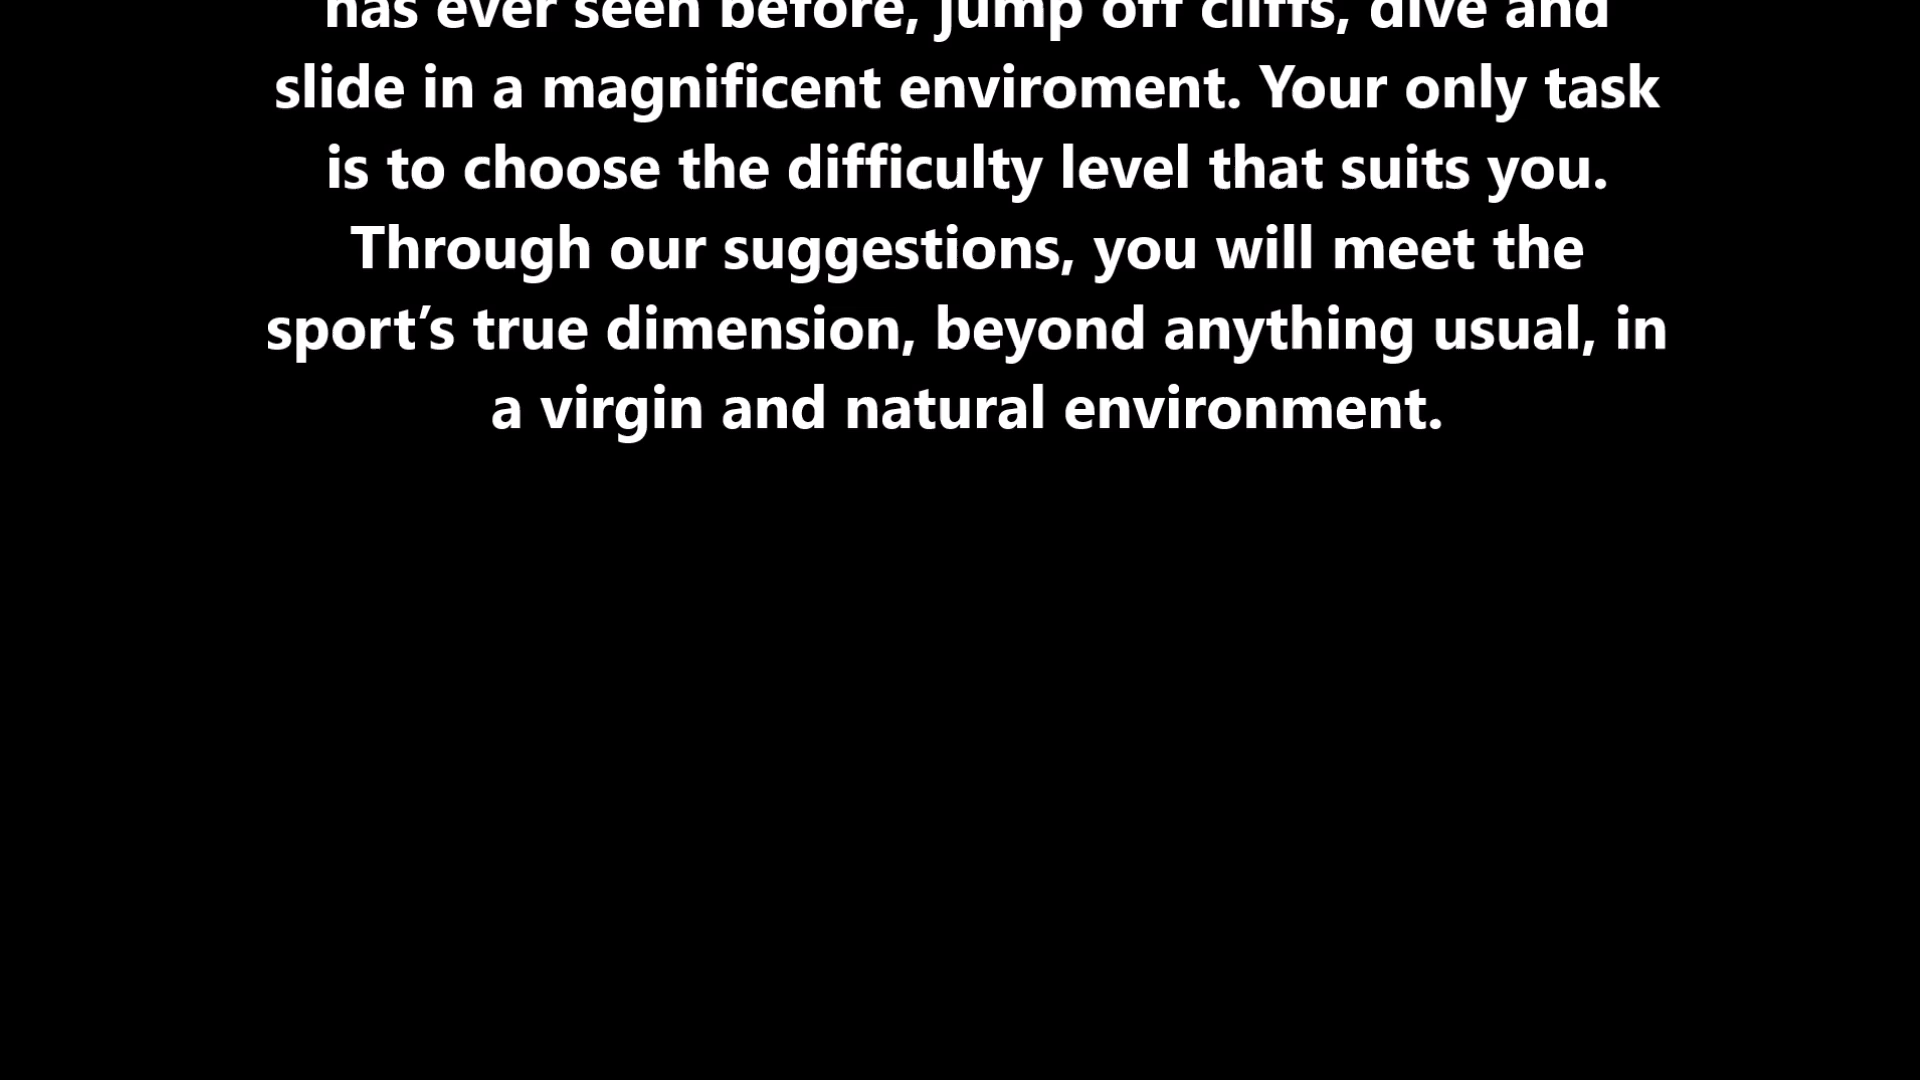 has ever seen before, jump off cliffs, dive and
slide in a magnificent enviroment. Your only task
is to choose the difficulty level that suits you.
Through our suggestions, you will meet the
sport’s true dimension, beyond anything usual, in
a virgin and natural environment.